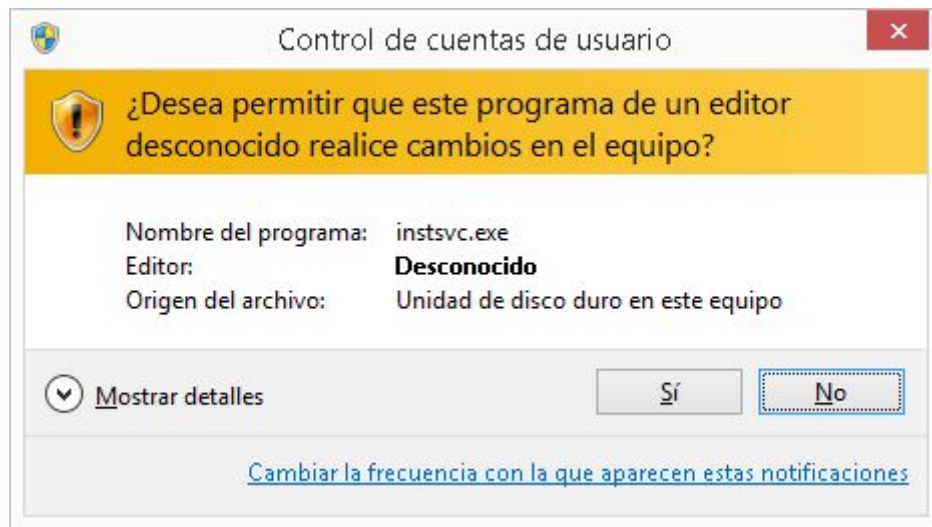 Control de cuentas de usuario
¿Desea permitir que este programa de un editor
desconocido realice cambios en el equipo?
Nombre del programa: instsvc.exe
Editor: Desconocido
Origen del archivo: Unidad de disco duro en este equipo
Mostrar detalles Sí No
Cambiar la frecuencia con la que aparecen estas notificaciones